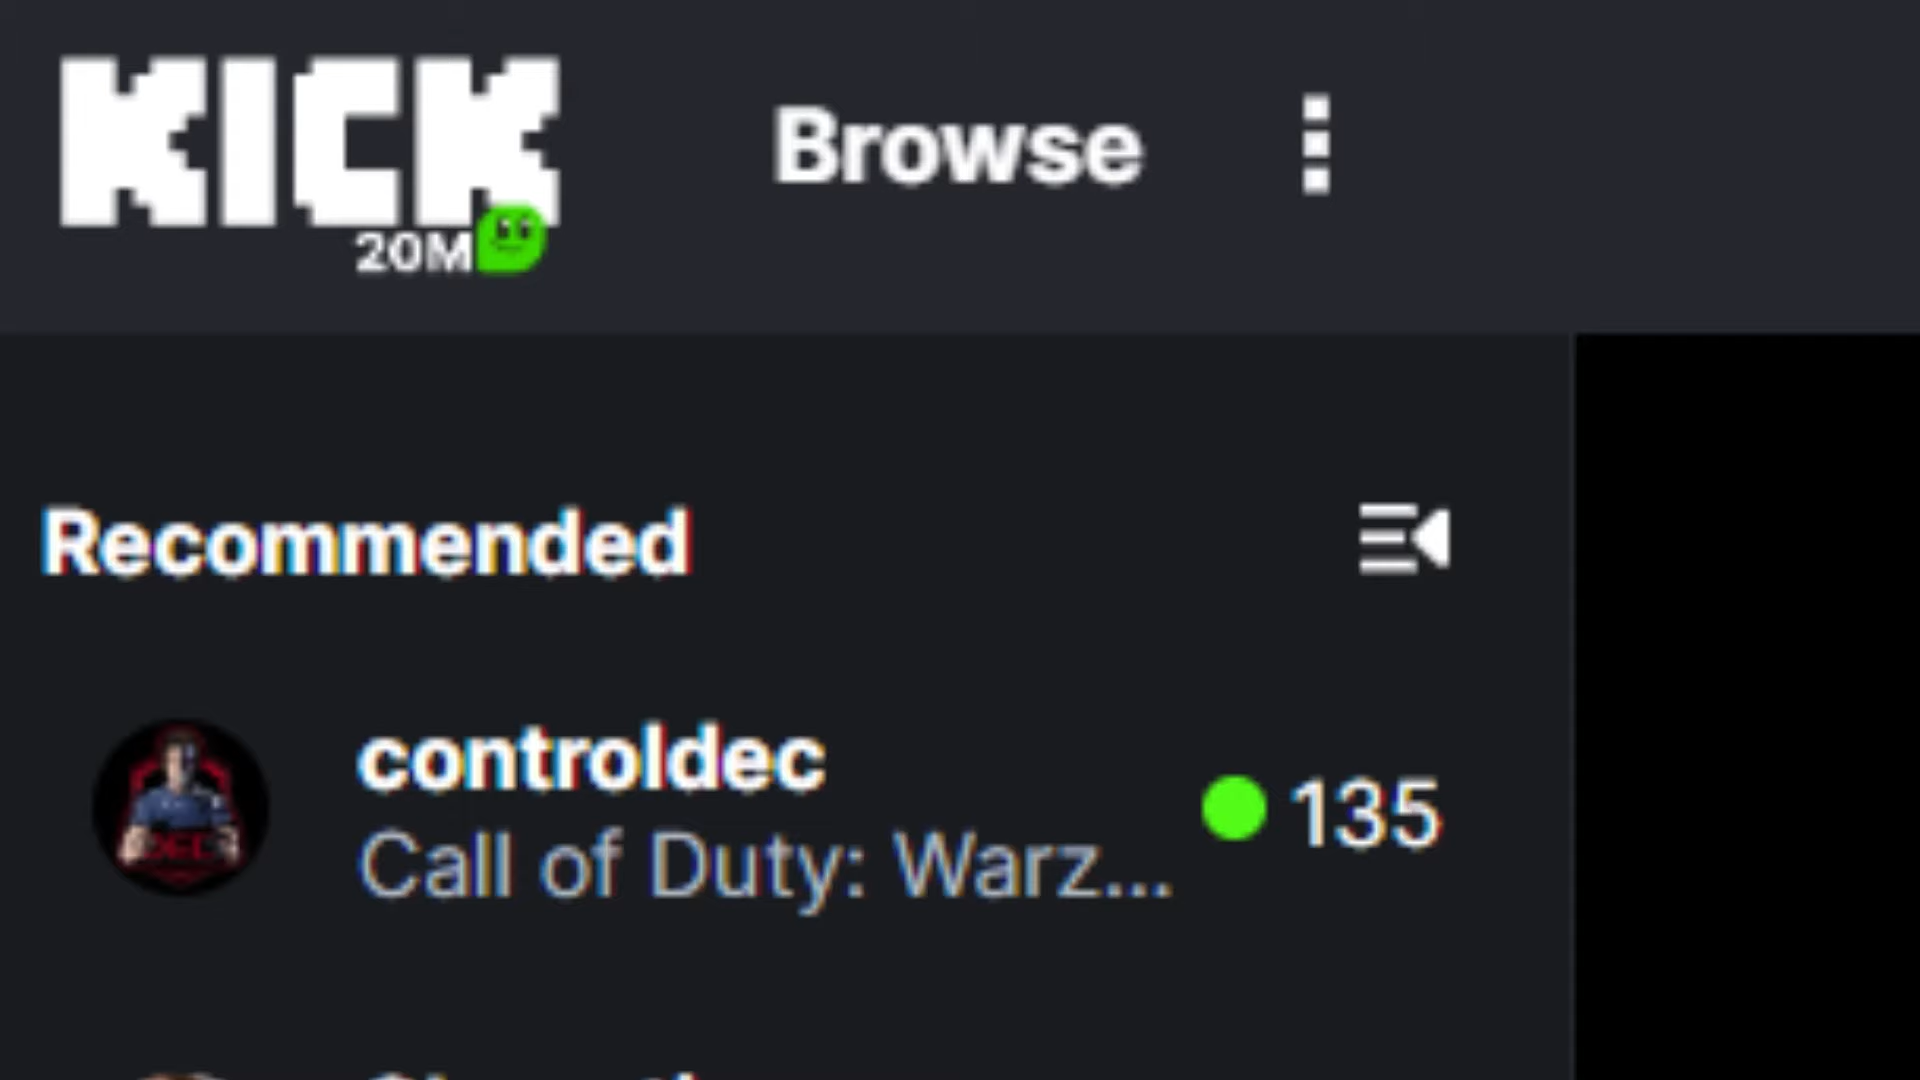 KICK
20M
Browse
Recommended
controldec
Call of Duty: Warz...
135